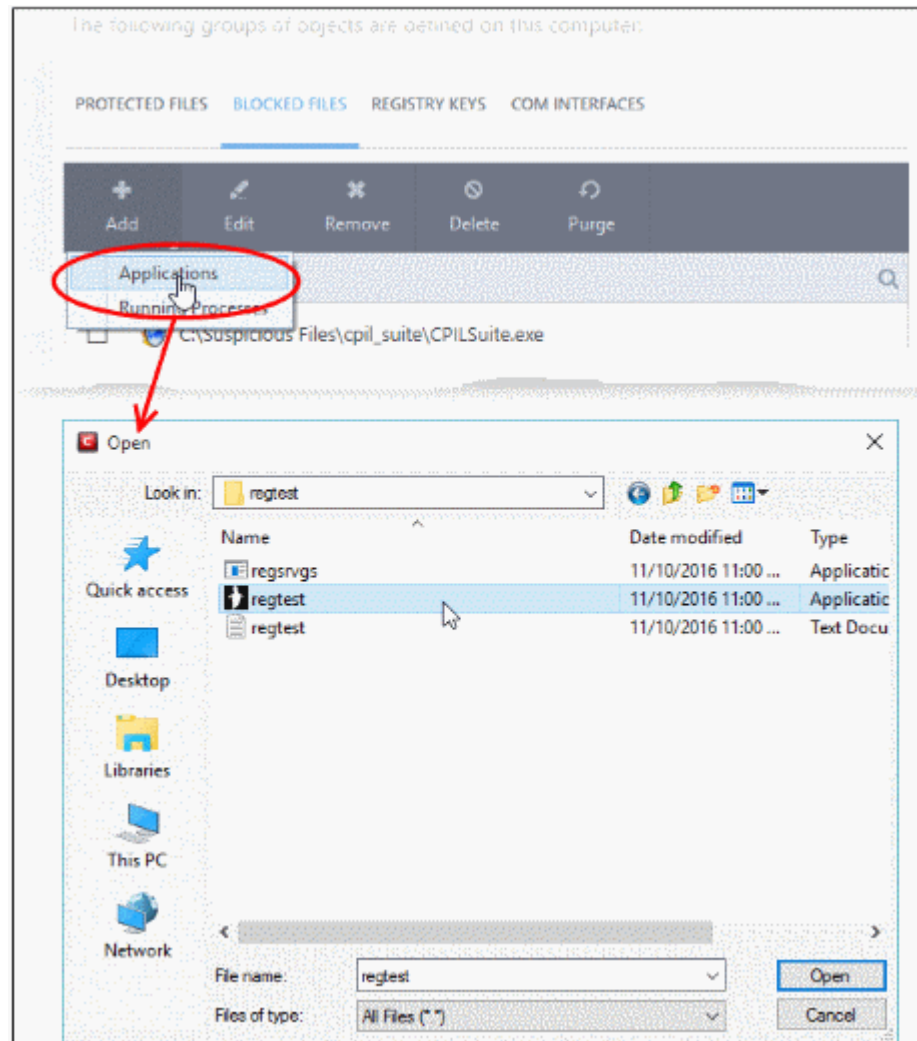 The following groups of objects are defined on this computer:
PROTECTED FILES BLOCKED FILES REGISTRY KEYS COM INTERFACES
Add Edit Remove Delete Purge
Applications
Running Processes
C:\Suspicious Files\cpil_suite\CPILSuite.exe
Open
Look in: regtest
Name Date modified Type
regsrvgs 11/10/2016 11:00 ... Applicatic
regtest 11/10/2016 11:00 ... Applicatic
regtest 11/10/2016 11:00 ... Text Docu
Quick access
Desktop
Libraries
This PC
Network
File name: regtest Open
Files of type: All Files (*.*) Cancel